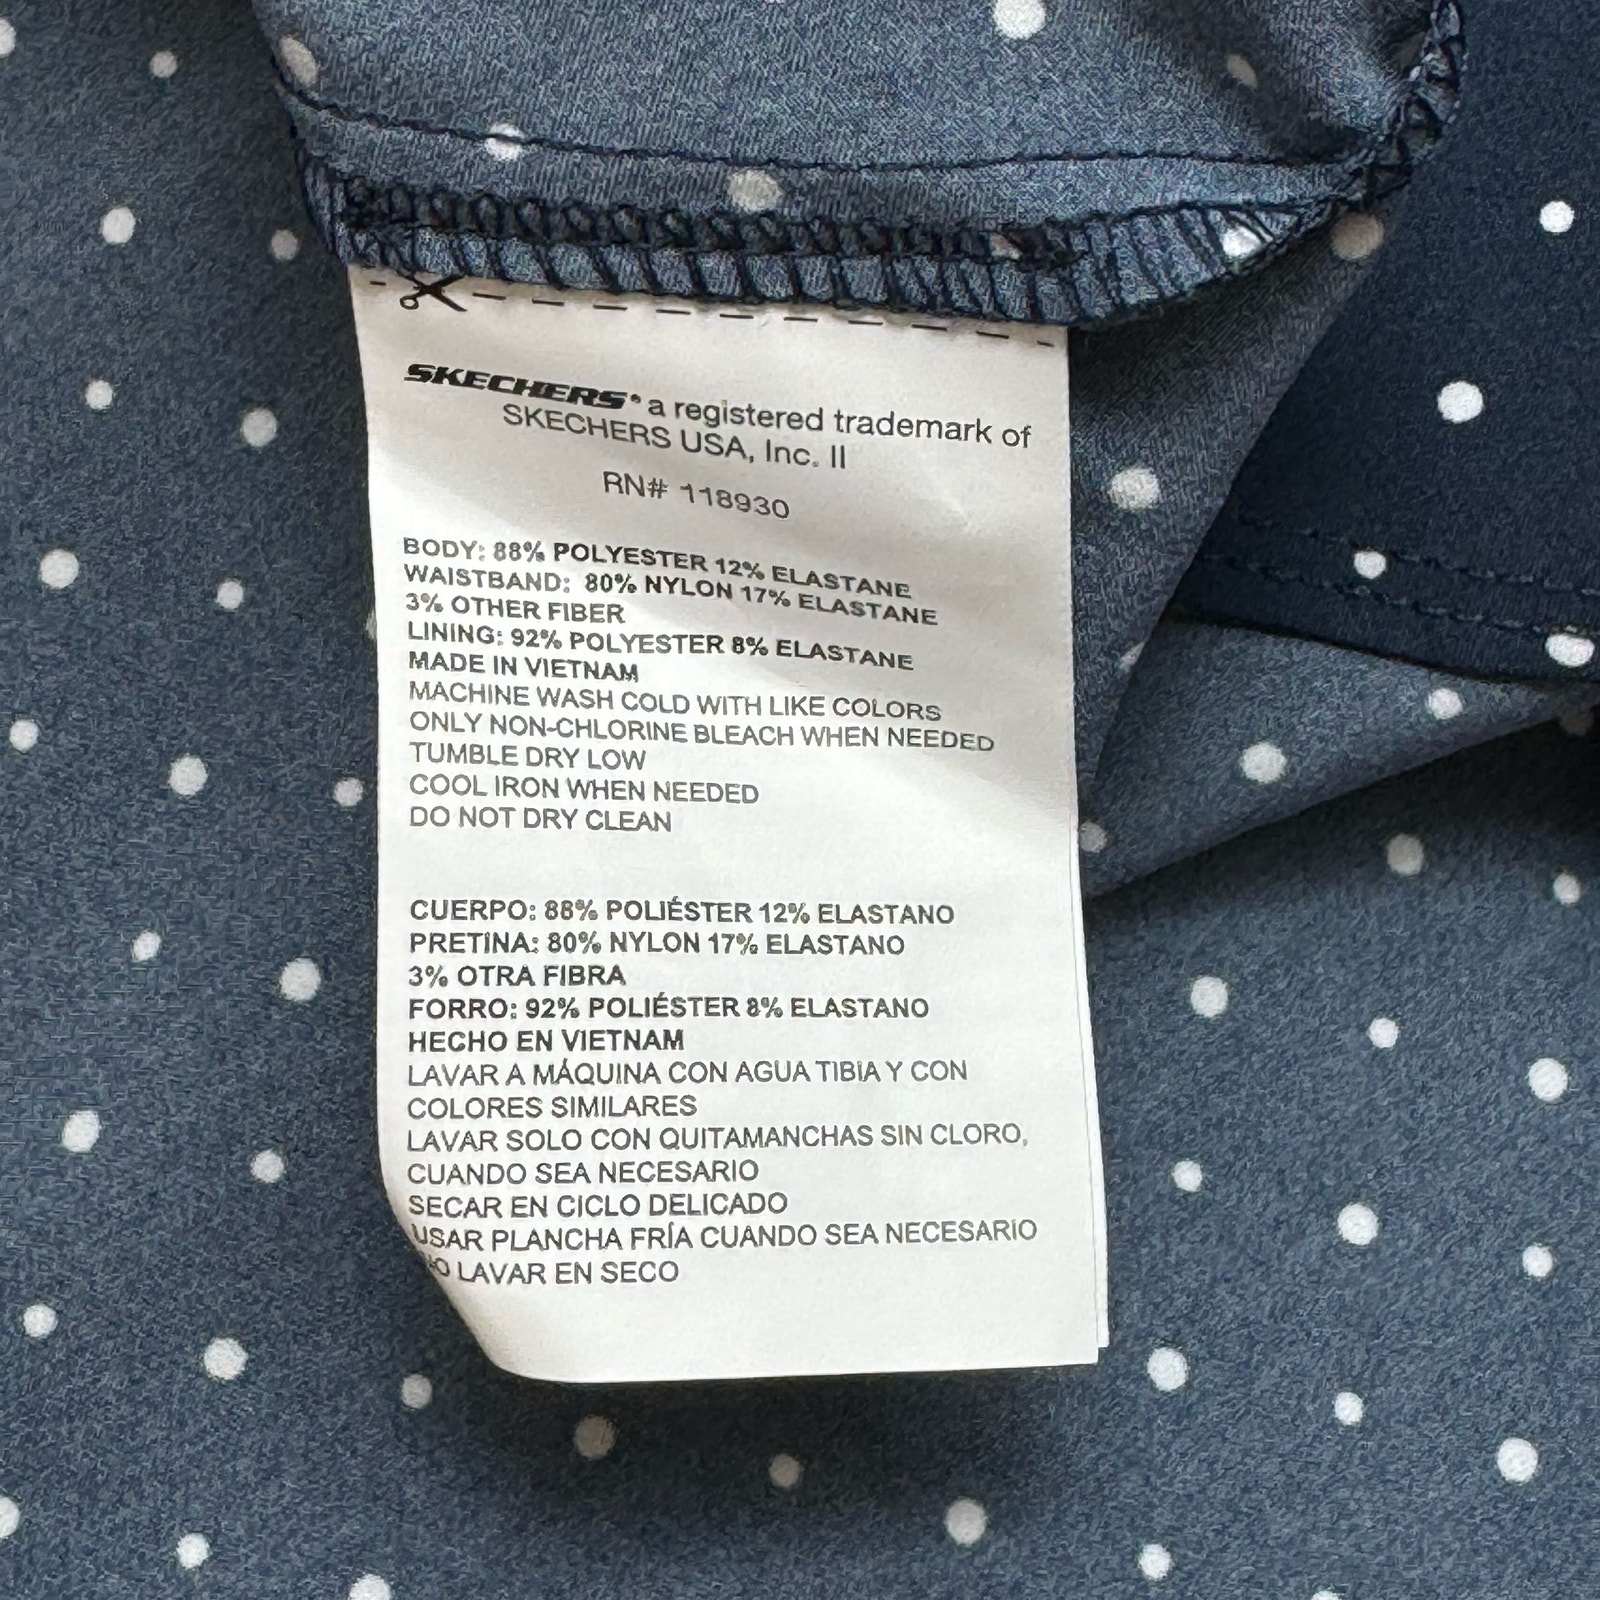 SKECHERS® a registered trademark of
SKECHERS USA, Inc. II
RN# 118930
BODY: 88% POLYESTER 12% ELASTANE
WAISTBAND: 80% NYLON 17% ELASTANE
3% OTHER FIBER
LINING: 92% POLYESTER 8% ELASTANE
MADE IN VIETNAM
MACHINE WASH COLD WITH LIKE COLORS
ONLY NON-CHLORINE BLEACH WHEN NEEDED
TUMBLE DRY LOW
COOL IRON WHEN NEEDED
DO NOT DRY CLEAN
CUERPO: 88% POLIÉSTER 12% ELASTANO
PRETINA: 80% NYLON 17% ELASTANO
3% OTRA FIBRA
FORRO: 92% POLIÉSTER 8% ELASTANO
HECHO EN VIETNAM
LAVAR A MÁQUINA CON AGUA TIBIA Y CON
COLORES SIMILARES
LAVAR SOLO CON QUITAMANCHAS SIN CLORO,
CUANDO SEA NECESARIO
SECAR EN CICLO DELICADO
USAR PLANCHA FRÍA CUANDO SEA NECESARIO
NO LAVAR EN SECO